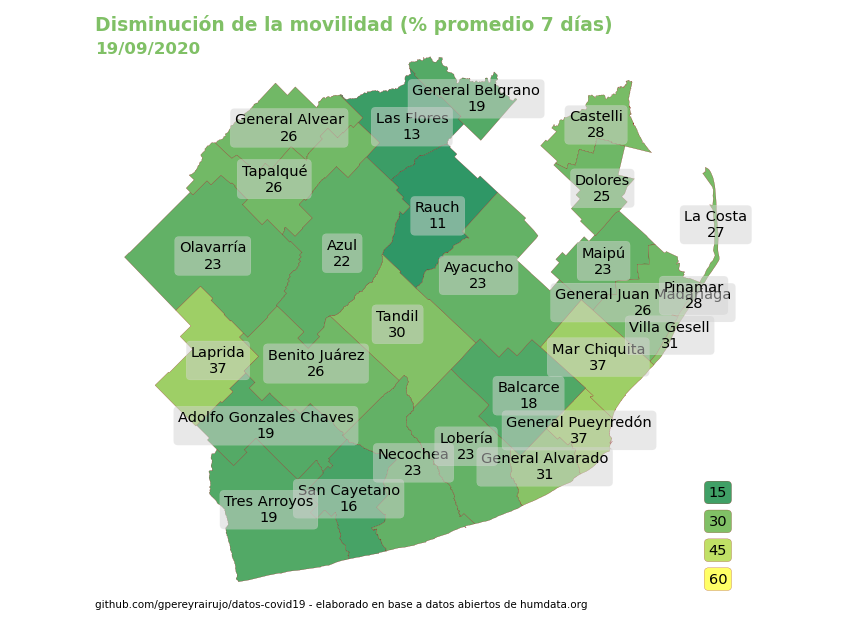 Disminución de la movilidad (% promedio 7 días)
19/09/2020
General Belgrano
19
General Alvear
26
Las Flores
13
Castelli
28
Tapalqué
26
Dolores
25
Rauch
11
La Costa
27
Olavarría
23
Azul
22
Maipú
23
Ayacucho
23
Pinamar
28
General Juan Madariaga
26
Villa Gesell
31
Tandil
30
Laprida
37
Benito Juárez
26
Mar Chiquita
37
Balcarce
18
Adolfo Gonzales Chaves
19
General Pueyrredón
37
Lobería
23
Necochea
23
General Alvarado
31
San Cayetano
16
Tres Arroyos
19
15
30
45
60
github.com/gpereyrairujo/datos-covid19 - elaborado en base a datos abiertos de humdata.org